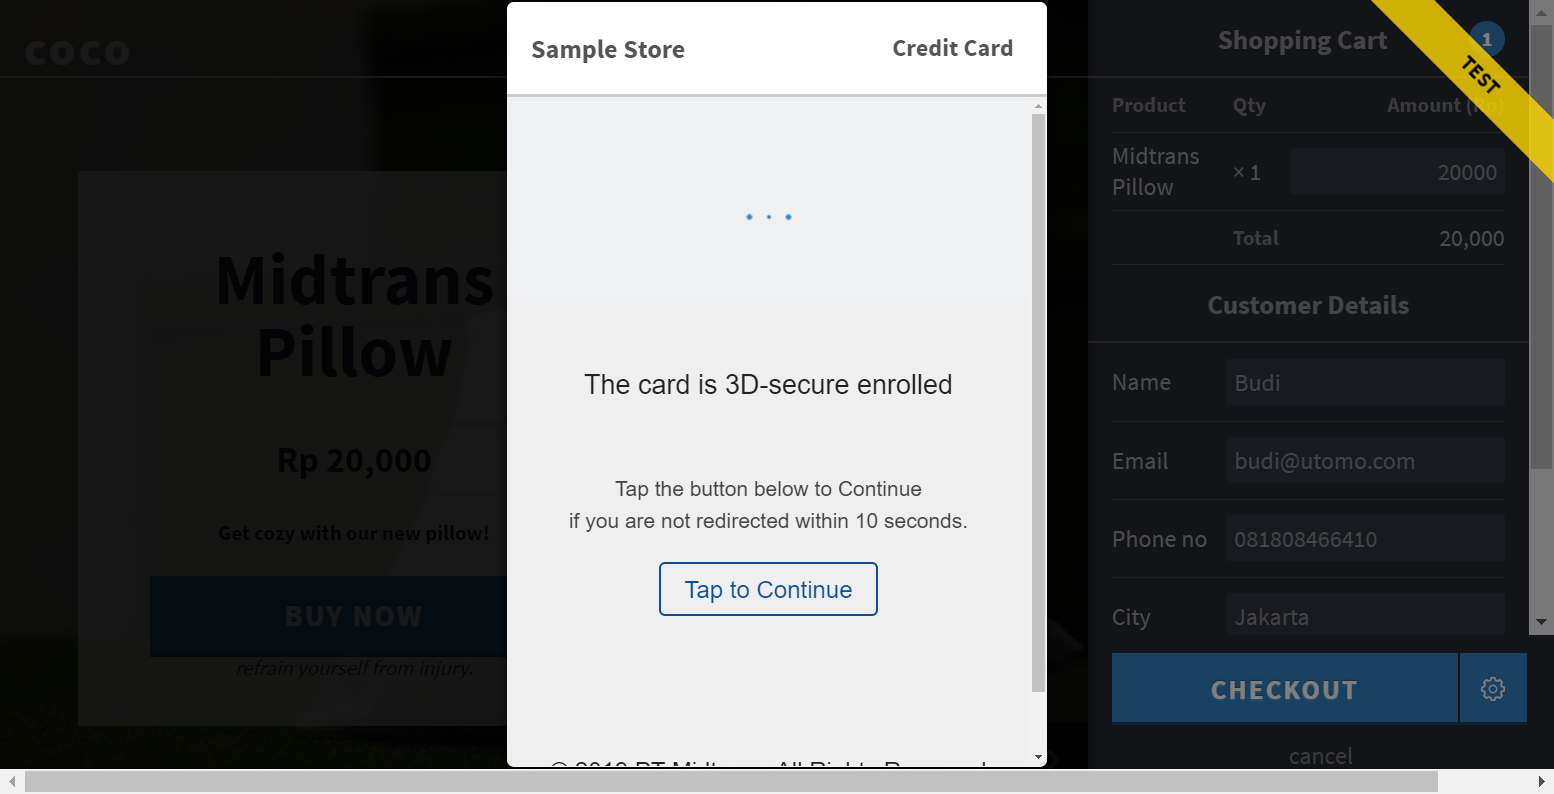 coco
Midtrans
Pillow
Rp 20,000
Get cozy with our new pillow!
BUY NOW
refrain yourself from injury.
Sample Store
Credit Card
The card is 3D-secure enrolled
Tap the button below to Continue
if you are not redirected within 10 seconds.
Tap to Continue
Shopping Cart 1
TEST
Product Qty Amount (Rp)
Midtrans
Pillow
× 1 20000
Total 20,000
Customer Details
Name Budi
Email budi@utomo.com
Phone no 081808466410
City Jakarta
CHECKOUT
cancel